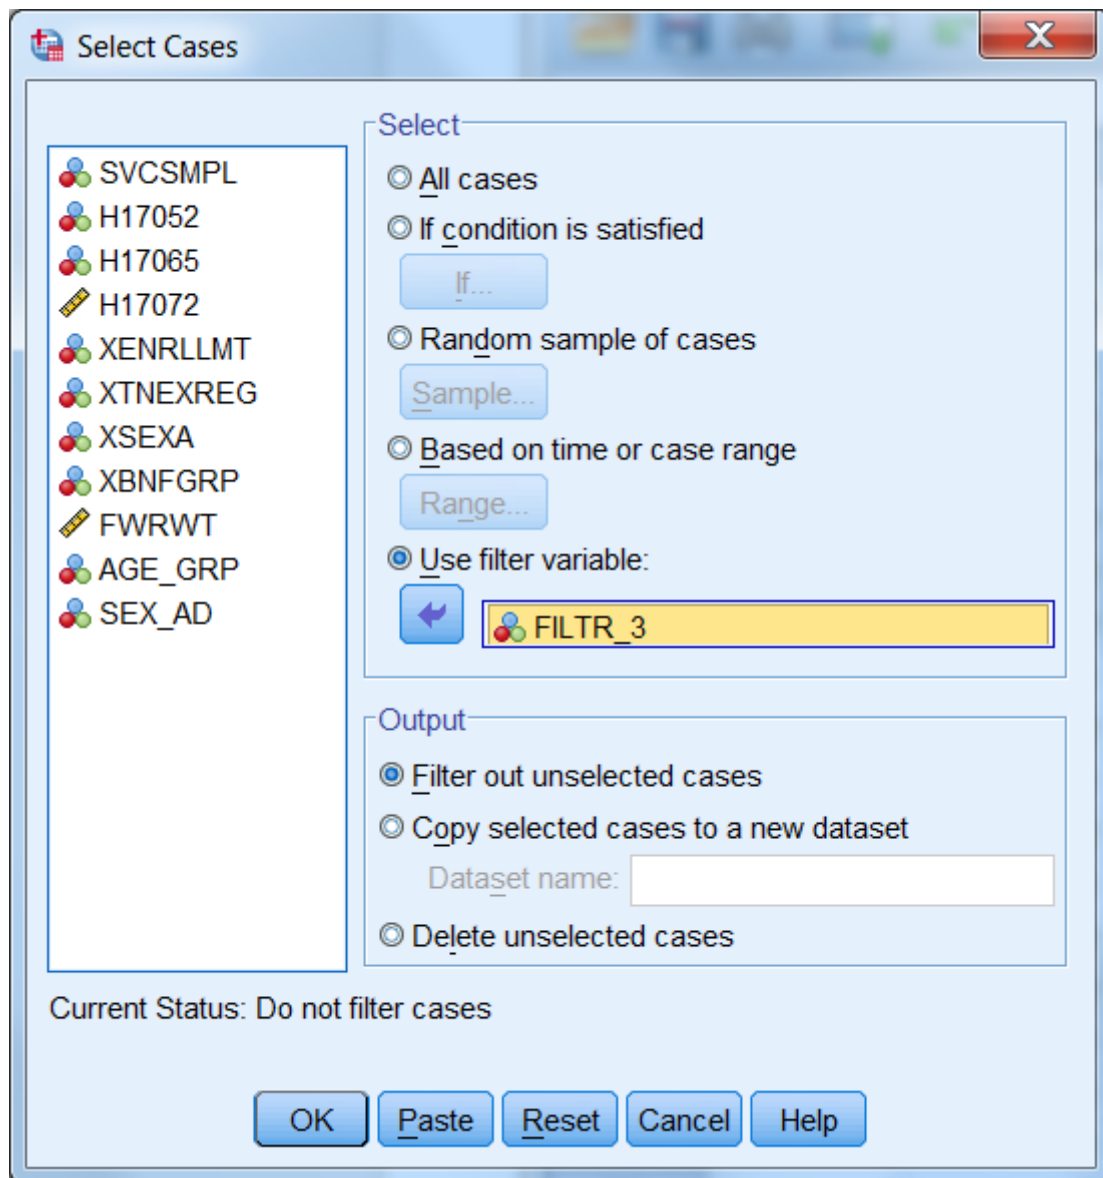 Select Cases
X
SVCSMPL
H17052
H17065
H17072
XENRLLMT
XTNEXREG
XSEXA
XBNFGRP
FWRWT
AGE_GRP
SEX_AD
Select
All cases
If condition is satisfied
If...
Random sample of cases
Sample...
Based on time or case range
Range...
Use filter variable:
FILTR_3
Output
Filter out unselected cases
Copy selected cases to a new dataset
Dataset name:
Delete unselected cases
Current Status: Do not filter cases
OK Paste Reset Cancel Help